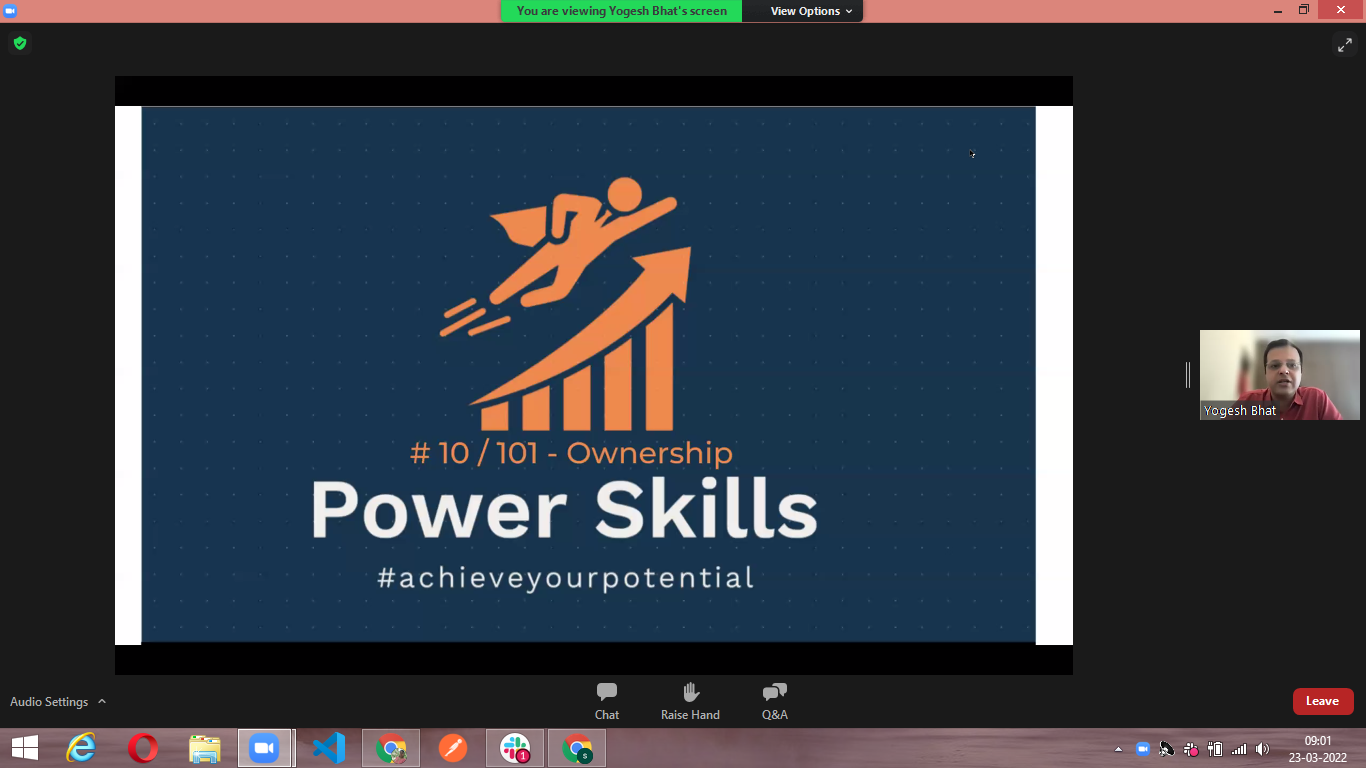 You are viewing Yogesh Bhat's screen
View Options
# 10 / 101 - Ownership
Power Skills
#achieveyourpotential
Yogesh Bhat
Audio Settings
Chat
Raise Hand
Q&A
Leave
1
s
09:01
23-03-2022